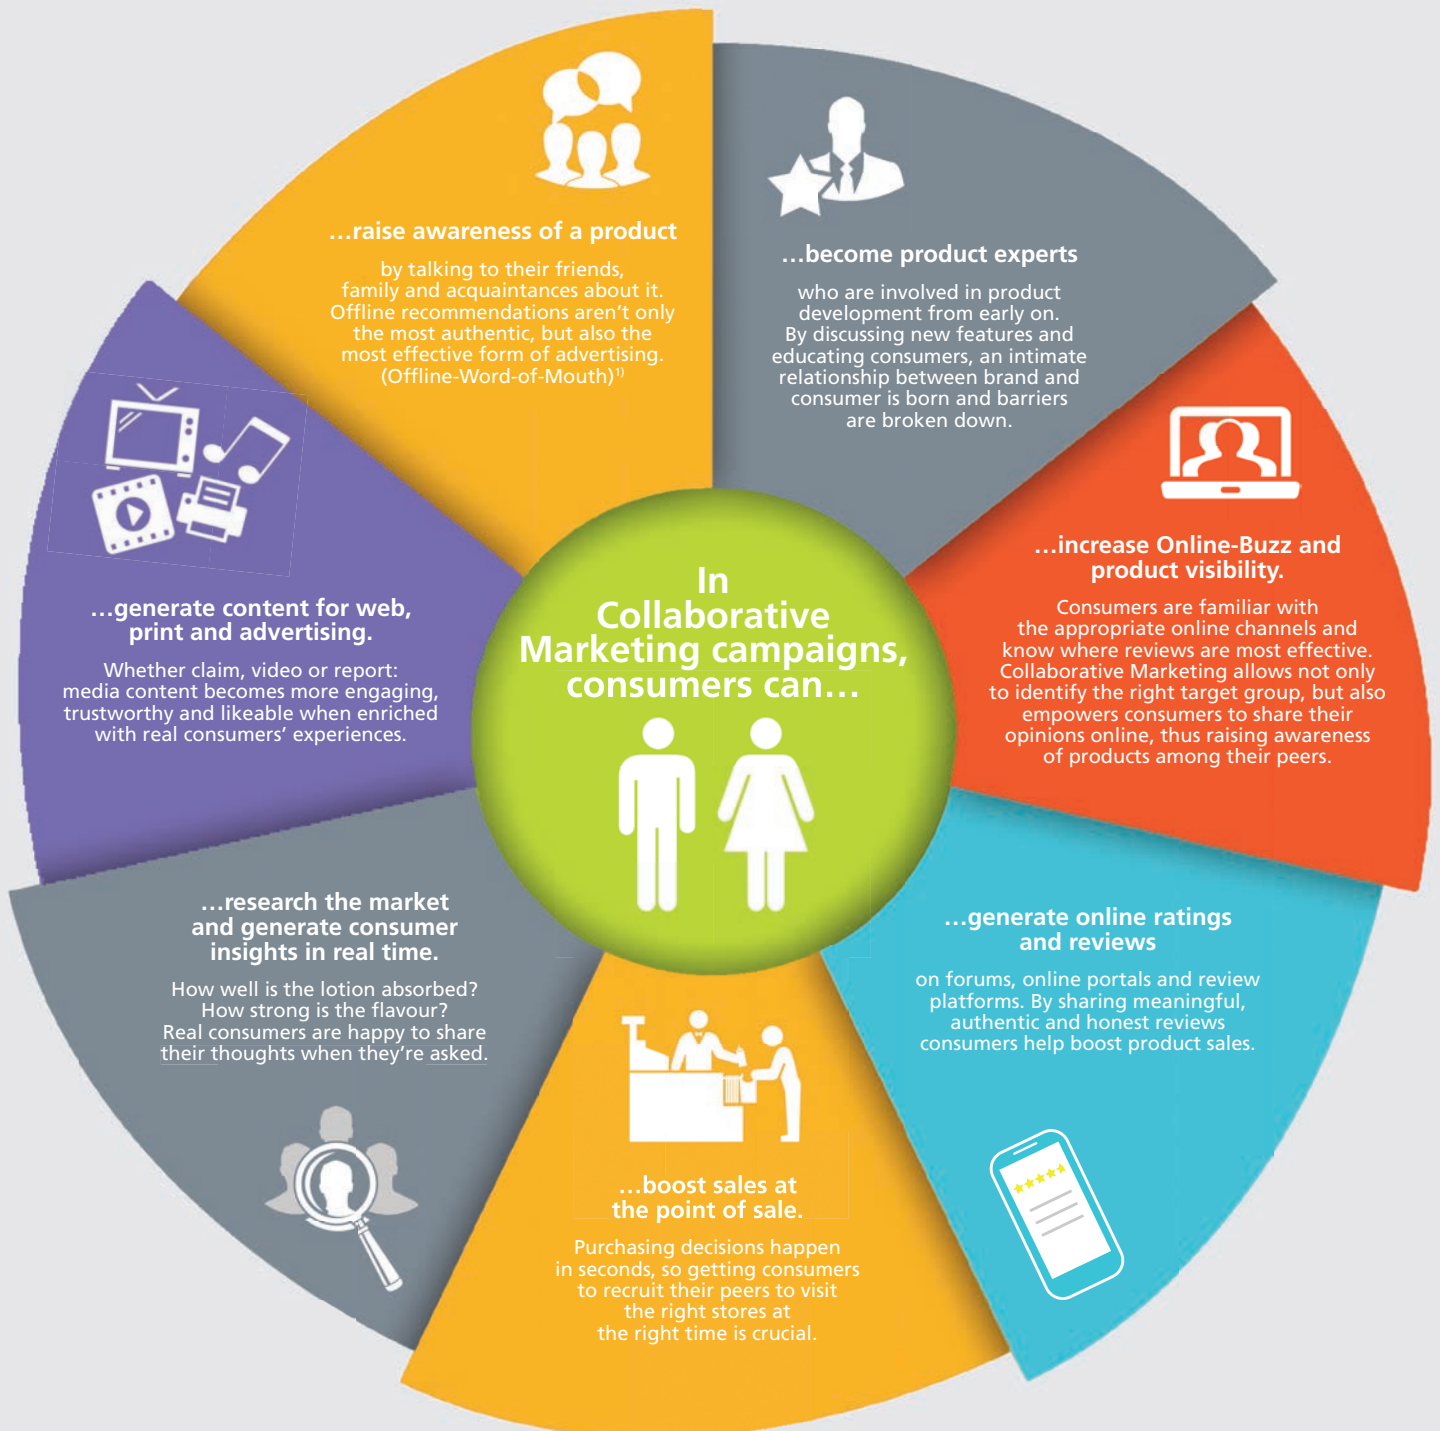 In
Collaborative
Marketing campaigns,
consumers can…
…raise awareness of a product
by talking to their friends,
family and acquaintances about it.
Offline recommendations aren't only
the most authentic, but also the
most effective form of advertising.
(Offline-Word-of-Mouth)¹⁾
…become product experts
who are involved in product
development from early on.
By discussing new features and
educating consumers, an intimate
relationship between brand and
consumer is born and barriers
are broken down.
…increase Online-Buzz and
product visibility.
Consumers are familiar with
the appropriate online channels and
know where reviews are most effective.
Collaborative Marketing allows not only
to identify the right target group, but also
empowers consumers to share their
opinions online, thus raising awareness
of products among their peers.
…generate online ratings
and reviews
on forums, online portals and review
platforms. By sharing meaningful,
authentic and honest reviews
consumers help boost product sales.
…boost sales at
the point of sale.
Purchasing decisions happen
in seconds, so getting consumers
to recruit their peers to visit
the right stores at
the right time is crucial.
…research the market
and generate consumer
insights in real time.
How well is the lotion absorbed?
How strong is the flavour?
Real consumers are happy to share
their thoughts when they're asked.
…generate content for web,
print and advertising.
Whether claim, video or report:
media content becomes more engaging,
trustworthy and likeable when enriched
with real consumers' experiences.